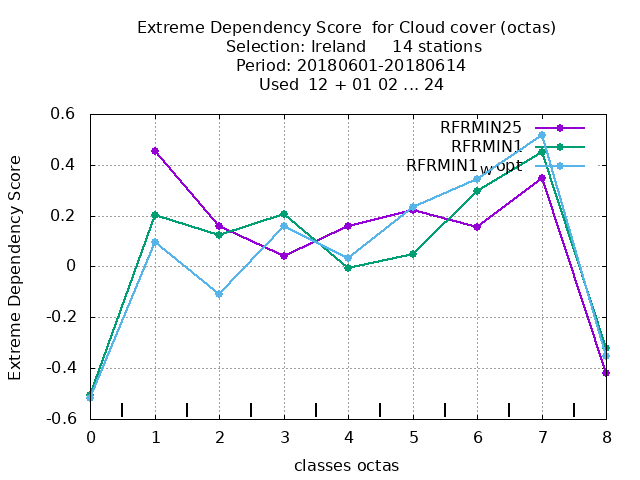 Extreme Dependency Score  for Cloud cover (octas)
Selection: Ireland     14 stations
Period: 20180601-20180614
Used  12 + 01 02 ... 24
RFRMIN25
RFRMIN1
RFRMIN1wopt
Extreme Dependency Score
0.6
0.4
0.2
0
-0.2
-0.4
-0.6
0 1 2 3 4 5 6 7 8
classes octas